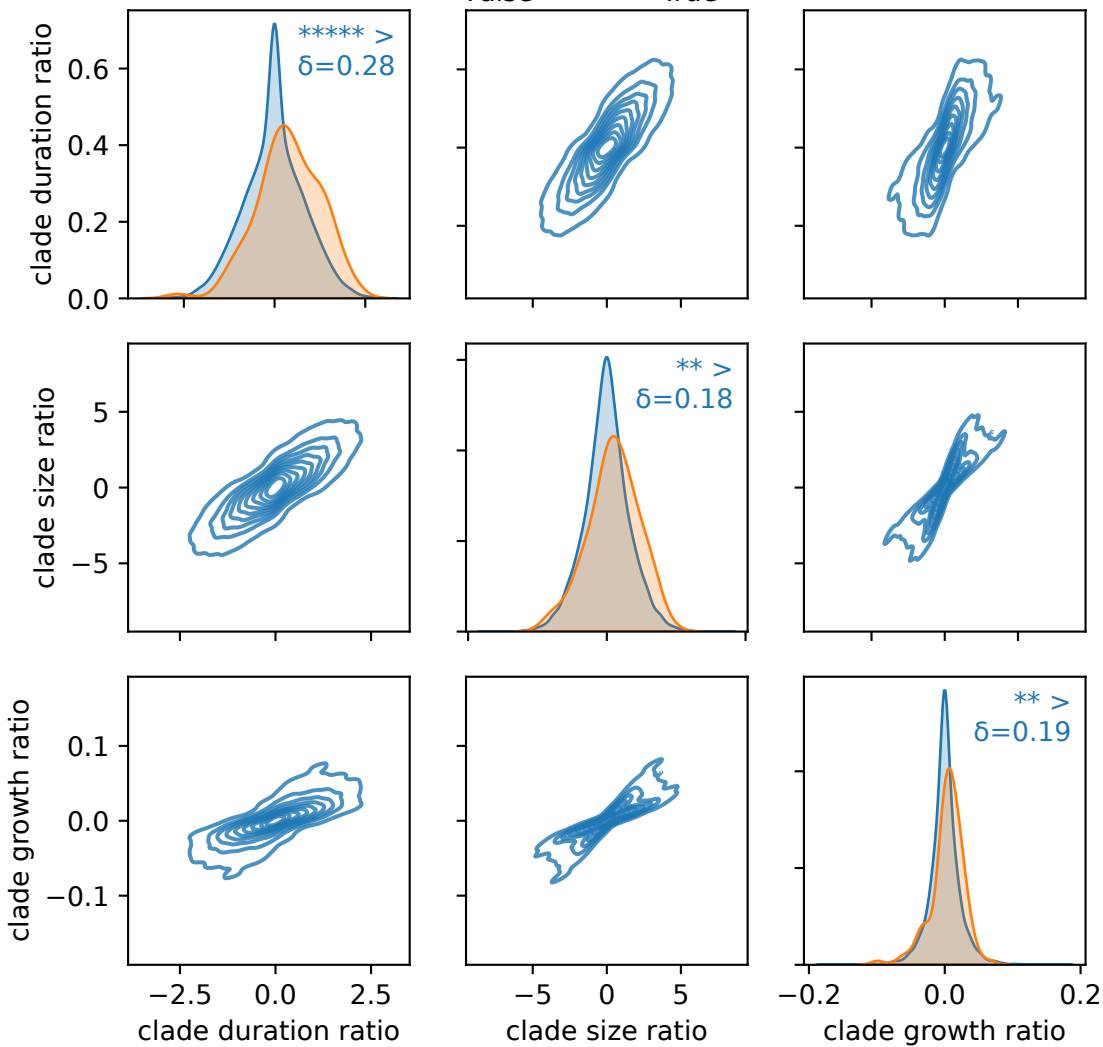 clade duration ratio
0.6
0.4
0.2
0.0
***** >
δ=0.28
clade size ratio
5
0
−5
** >
δ=0.18
clade growth ratio
0.1
0.0
−0.1
** >
δ=0.19
−2.5 0.0 2.5
clade duration ratio
−5 0 5
clade size ratio
−0.2 0.0 0.2
clade growth ratio